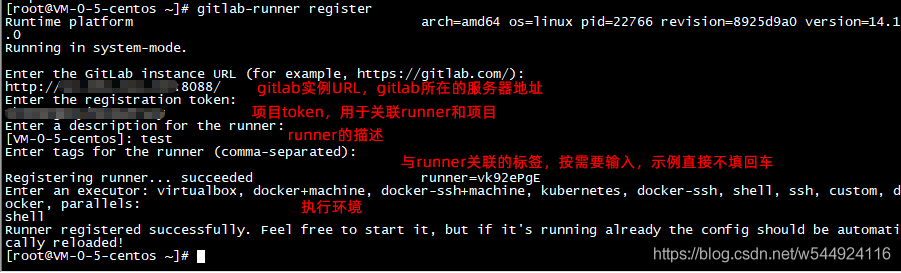 [root@VM-0-5-centos ~]# gitlab-runner register
Runtime platform arch=amd64 os=linux pid=22766 revision=8925d9a0 version=14.1
.0
Running in system-mode.
Enter the GitLab instance URL (for example, https://gitlab.com/):
http:/ .8088/ gitlab实例URL，gitlab所在的服务器地址
Enter the registration token:
项目token，用于关联runner和项目
Enter a description for the runner:
[VM-0-5-centos]: test runner的描述
Enter tags for the runner (comma-separated):
与runner关联的标签，按需要输入，示例直接不填回车
Registering runner... succeeded runner=vk92ePgE
Enter an executor: virtualbox, docker+machine, docker-ssh+machine, kubernetes, docker-ssh, shell, ssh, custom, d
ocker, parallels: 执行环境
shell
Runner registered successfully. Feel free to start it, but if it's running already the config should be automati
cally reloaded!
[root@VM-0-5-centos ~]#
https://blog.csdn.net/w544924116